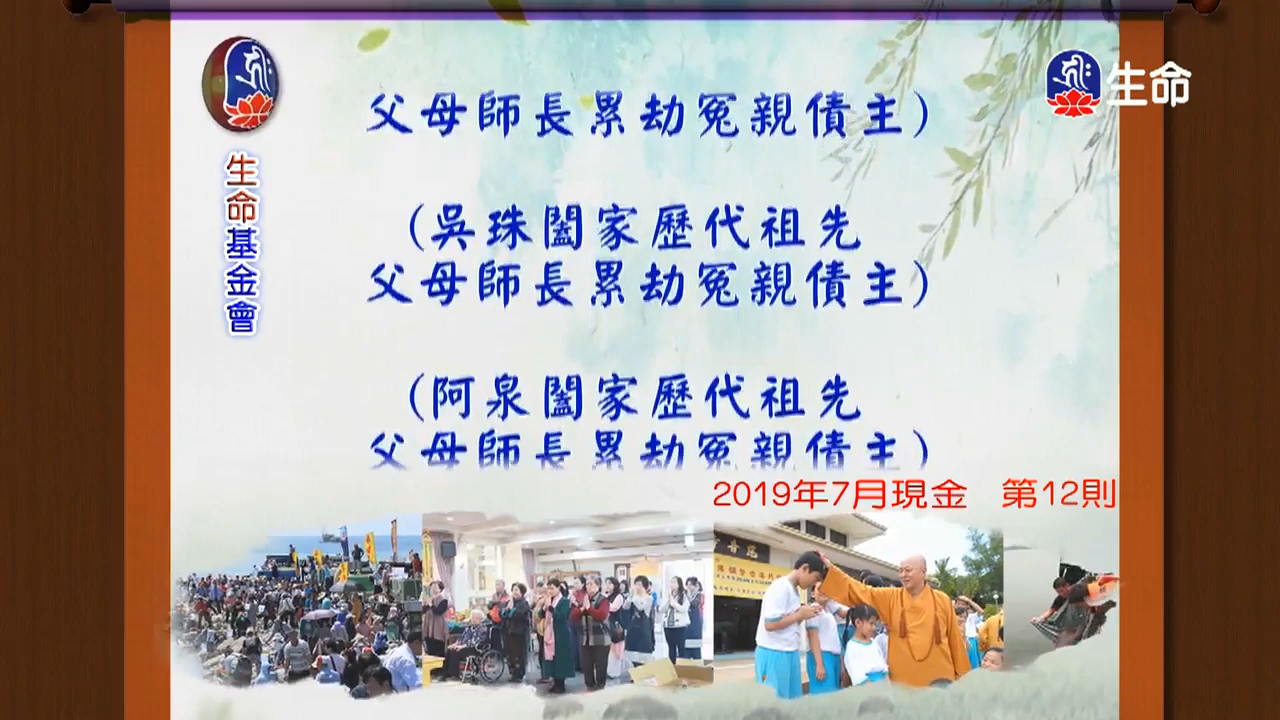 生命
生命基金會
父母師長累劫冤親債主)
(吳珠闔家歷代祖先
父母師長累劫冤親債主)
(阿泉闔家歷代祖先
父母師長累劫冤親債主)
2019年7月現金 第12則